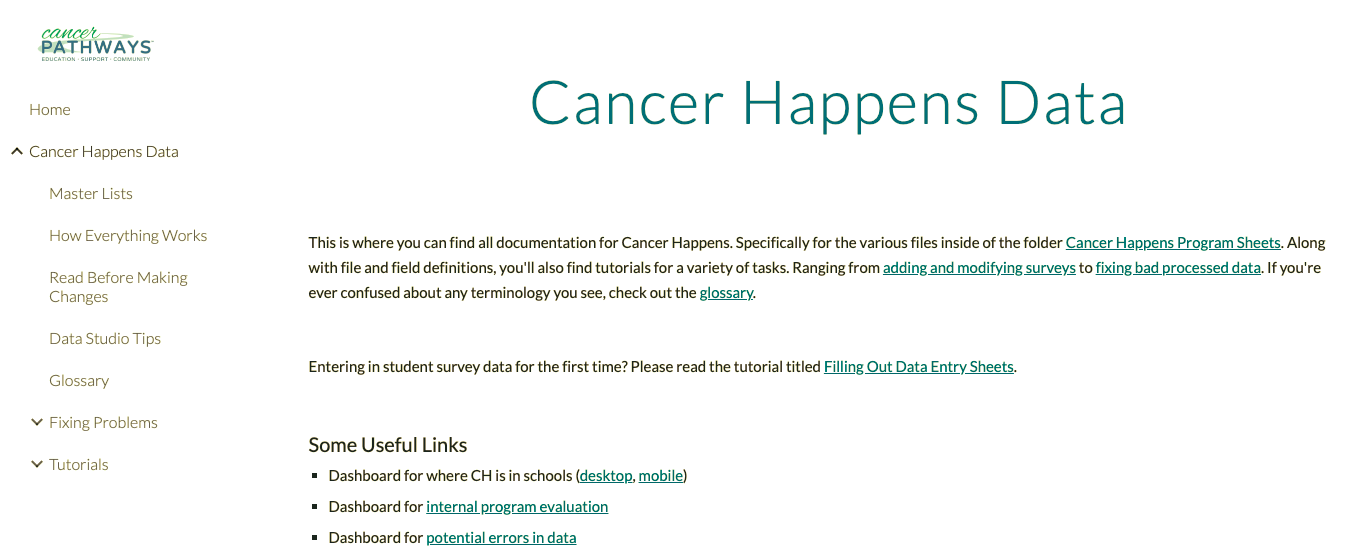 cancer
PATHWAYS
EDUCATION · SUPPORT · COMMUNITY
Home
Cancer Happens Data
Master Lists
How Everything Works
Read Before Making
Changes
Data Studio Tips
Glossary
Fixing Problems
Tutorials
Cancer Happens Data
This is where you can find all documentation for Cancer Happens. Specifically for the various files inside of the folder Cancer Happens Program Sheets. Along
with file and field definitions, you'll also find tutorials for a variety of tasks. Ranging from adding and modifying surveys to fixing bad processed data. If you're
ever confused about any terminology you see, check out the glossary.
Entering in student survey data for the first time? Please read the tutorial titled Filling Out Data Entry Sheets.
Some Useful Links
▪ Dashboard for where CH is in schools (desktop, mobile)
▪ Dashboard for internal program evaluation
▪ Dashboard for potential errors in data